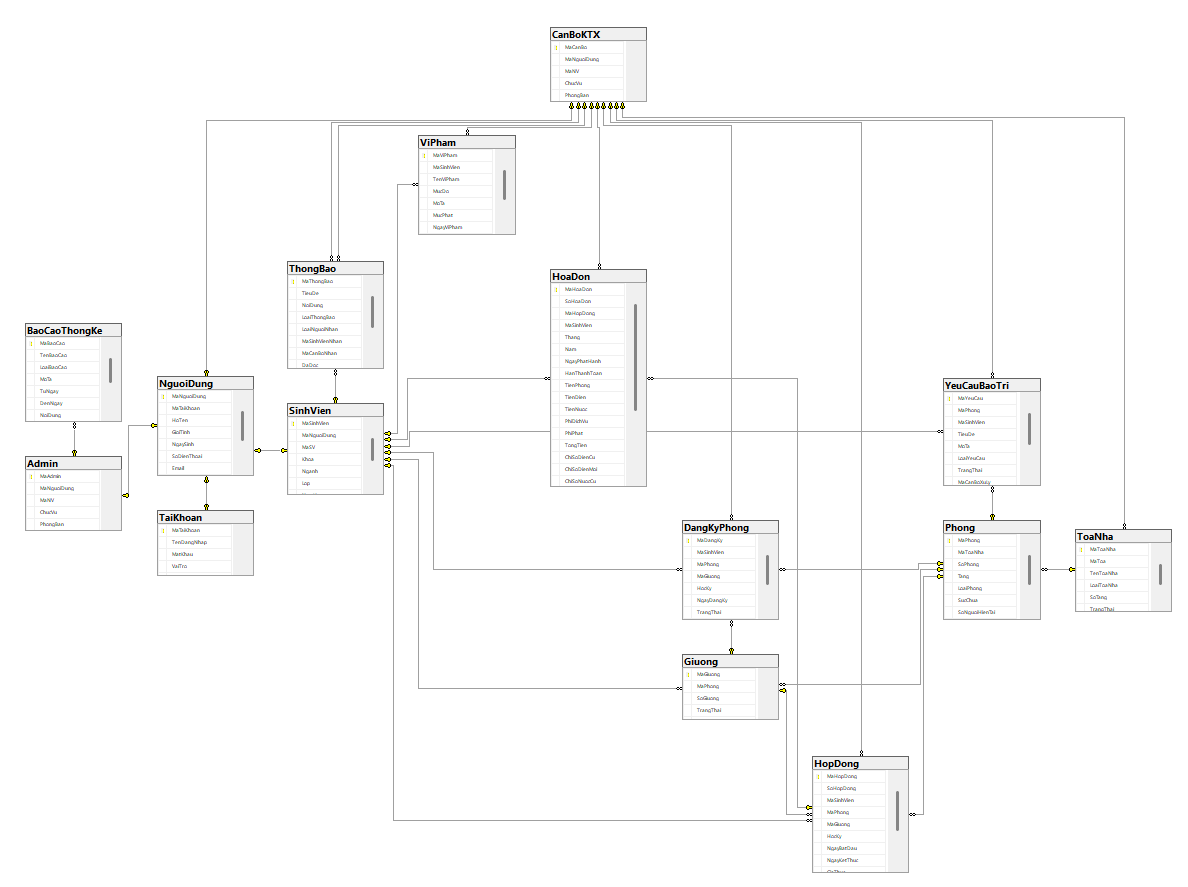 CanBoKTX
MaCanBo
MaNguoiDung
MaNV
ChucVu
PhongBan
ViPham
MaViPham
MaSinhVien
TenViPham
MucDo
MoTa
MucPhat
NgayViPham
ThongBao
MaThongBao
TieuDe
NoiDung
LoaiThongBao
LoaiNguoiNhan
MaSinhVienNhan
MaCanBoNhan
DaDoc
HoaDon
MaHoaDon
SoHoaDon
MaHopDong
MaSinhVien
Thang
Nam
NgayPhatHanh
HanThanhToan
TienPhong
TienDien
TienNuoc
PhiDichVu
PhiPhat
TongTien
ChiSoDienCu
ChiSoDienMoi
ChiSoNuocCu
BaoCaoThongKe
MaBaoCao
TenBaoCao
LoaiBaoCao
MoTa
TuNgay
DenNgay
NoiDung
NguoiDung
MaNguoiDung
MaTaiKhoan
HoTen
GioiTinh
NgaySinh
SoDienThoai
Email
SinhVien
MaSinhVien
MaNguoiDung
MaSV
Khoa
Nganh
Lop
YeuCauBaoTri
MaYeuCau
MaPhong
MaSinhVien
TieuDe
MoTa
LoaiYeuCau
TrangThai
MaCanBoXuLy
Admin
MaAdmin
MaNguoiDung
MaNV
ChucVu
PhongBan
TaiKhoan
MaTaiKhoan
TenDangNhap
MatKhau
VaiTro
DangKyPhong
MaDangKy
MaSinhVien
MaPhong
MaGiuong
HocKy
NgayDangKy
TrangThai
Phong
MaPhong
MaToaNha
SoPhong
Tang
LoaiPhong
SucChua
SoNguoiHienTai
ToaNha
MaToaNha
MaToa
TenToaNha
LoaiToaNha
SoTang
TrangThai
Giuong
MaGiuong
MaPhong
SoGiuong
TrangThai
HopDong
MaHopDong
SoHopDong
MaSinhVien
MaPhong
MaGiuong
HocKy
NgayBatDau
NgayKetThuc